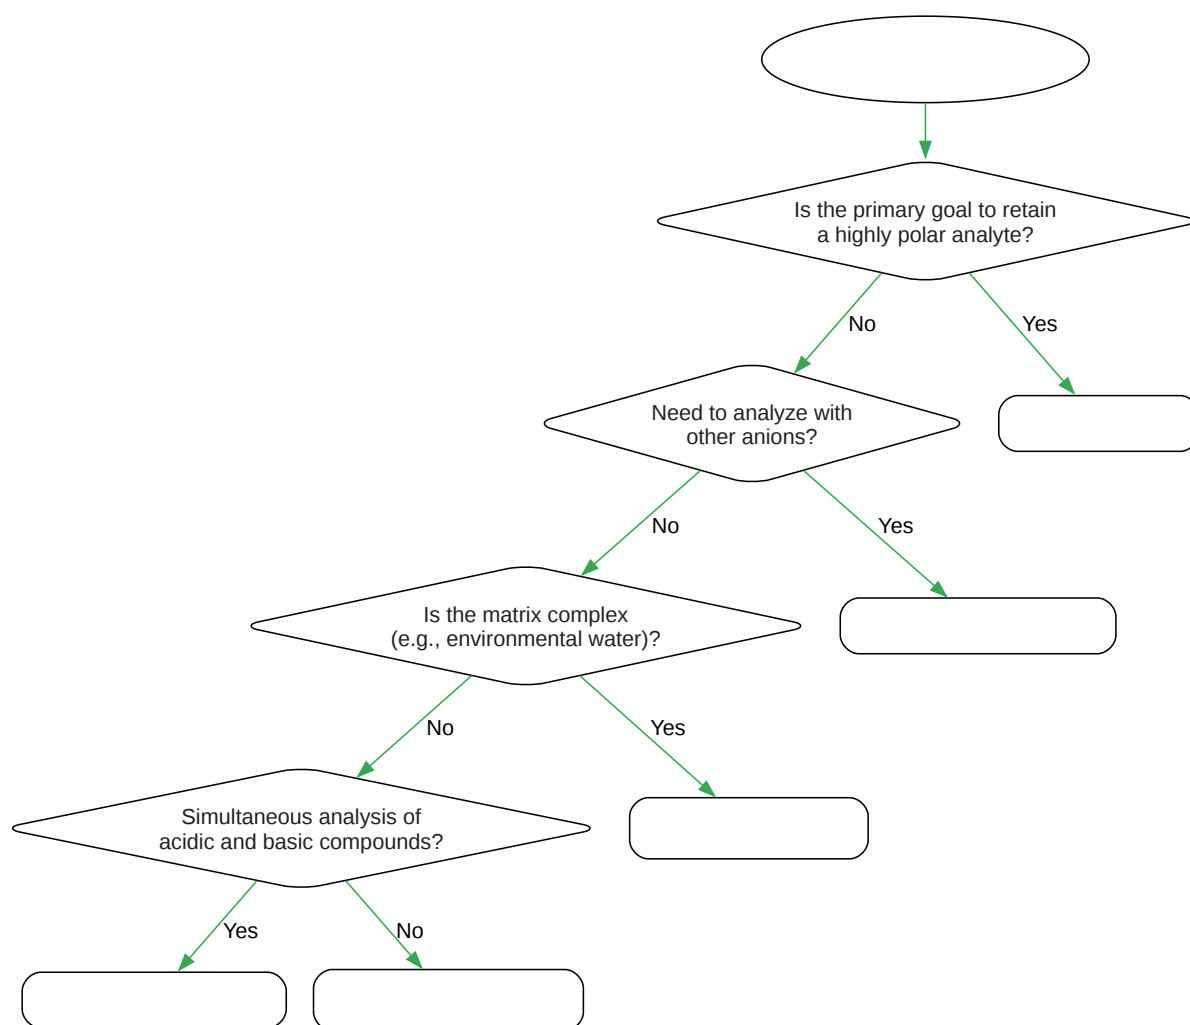 Is the primary goal to retain
a highly polar analyte?
No
Yes
Need to analyze with
other anions?
No
Yes
Is the matrix complex
(e.g., environmental water)?
No
Yes
Simultaneous analysis of
acidic and basic compounds?
Yes
No